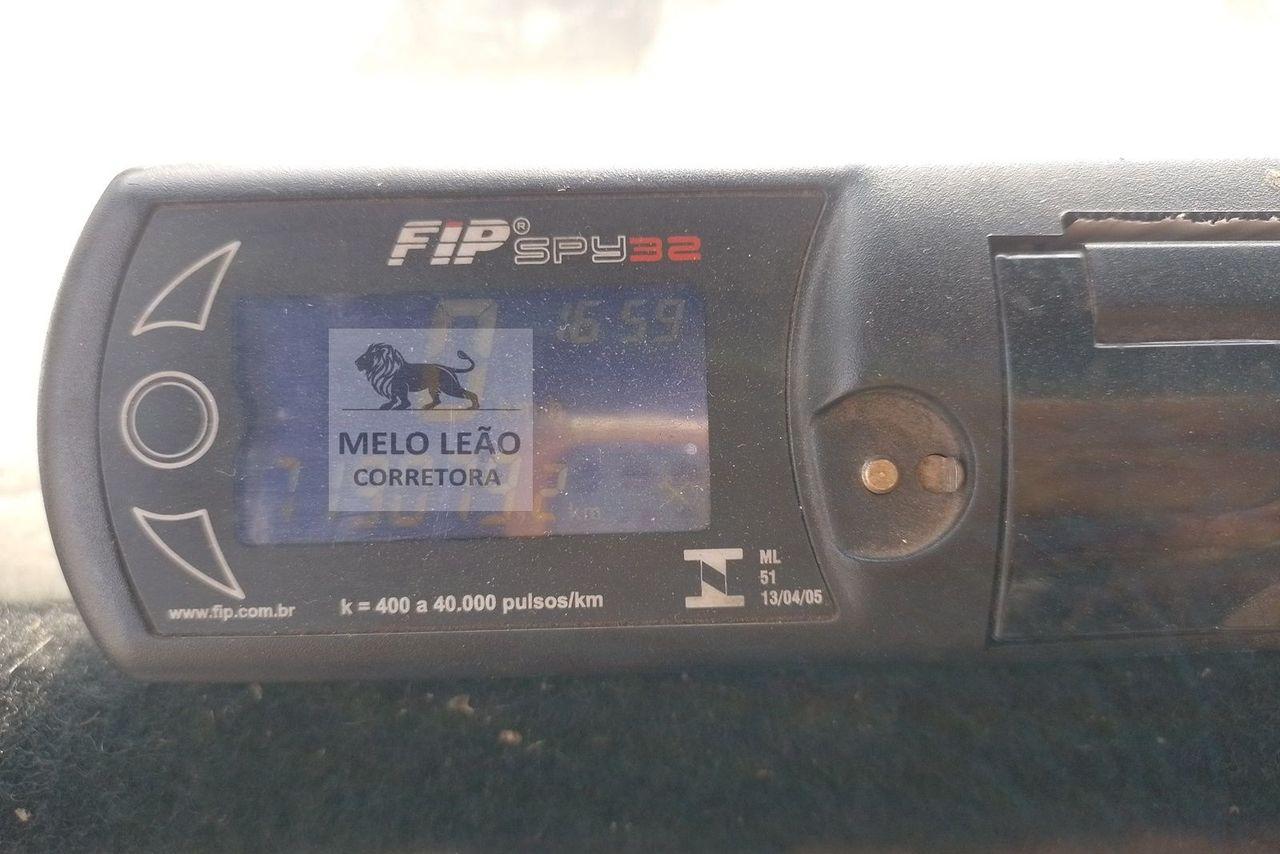 FIP® SPY32
0
16 59
MELO LEÃO
CORRETORA
km
www.fip.com.br
k = 400 a 40.000 pulsos/km
ML
51
13/04/05